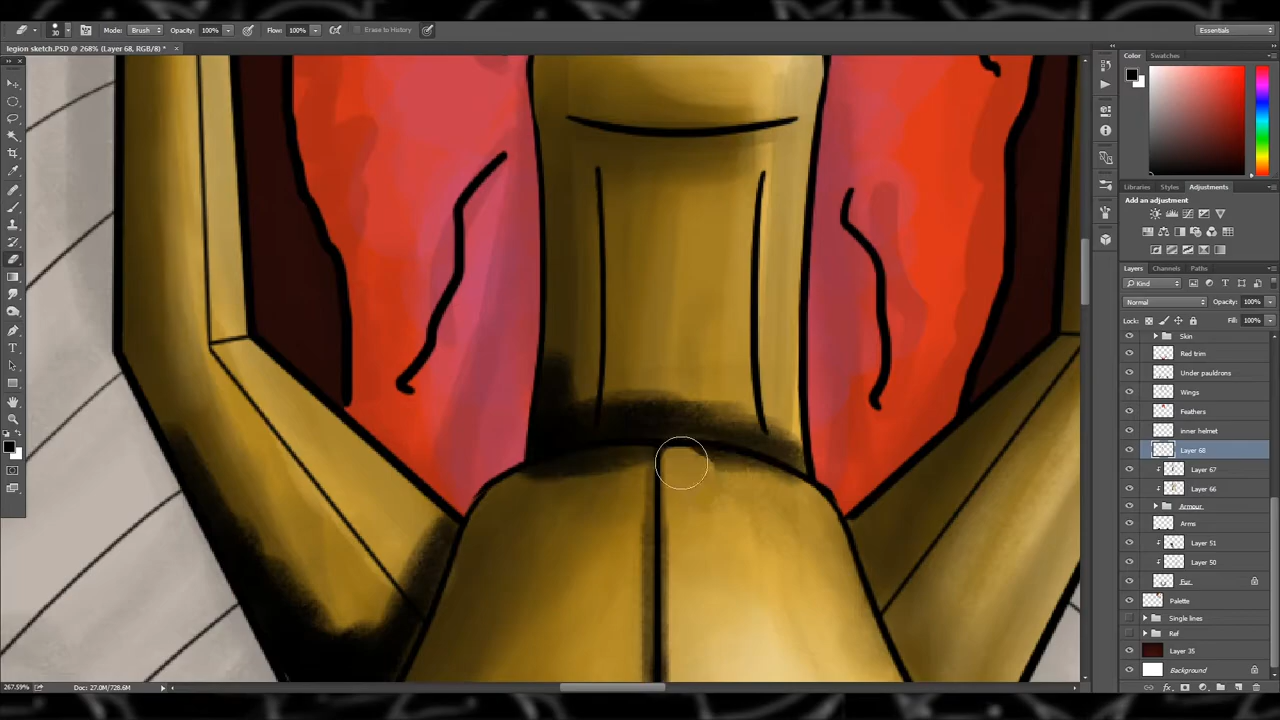 30
Mode: Brush Opacity: 100% Flow: 100% Erase to History Essentials
legion sketch.PSD @ 268% (Layer 68, RGB/8) * ×
Color Swatches
Libraries Styles Adjustments
Add an adjustment
Layers Channels Paths
Kind
Normal Opacity: 100%
Lock: Fill: 100%
Skin
Red trim
Under pauldrons
Wings
Feathers
inner helmet
Layer 68
Layer 67
Layer 66
Armour
Arms
Layer 51
Layer 50
Fur
Palette
Single lines
Ref
Layer 35
Background
267.59% Doc: 27.0M/728.6M